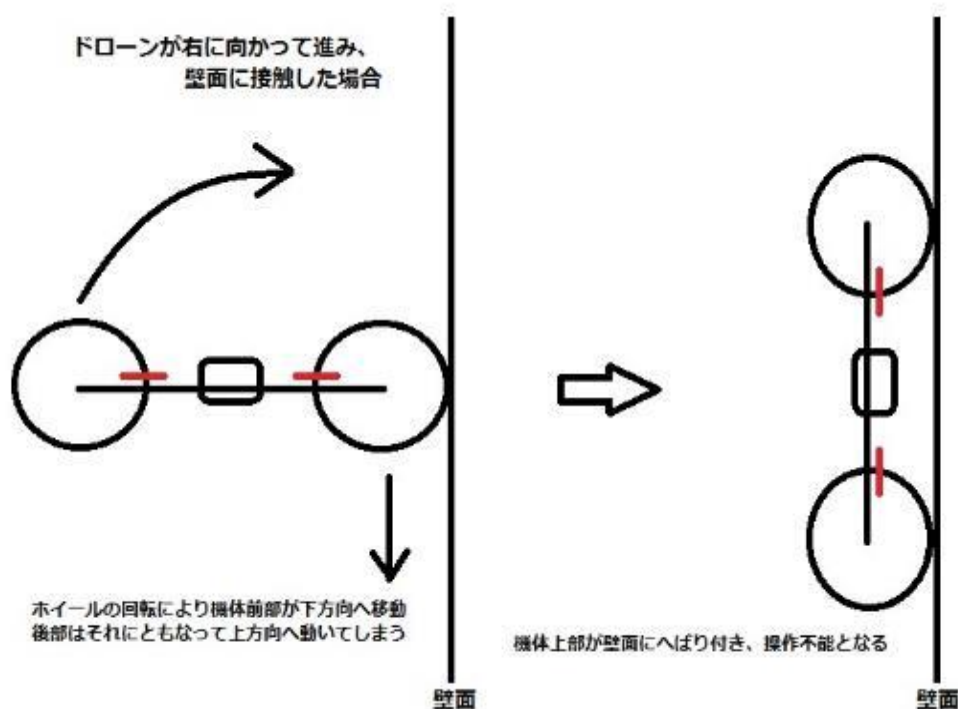 ドローンが右に向かって進み、
壁面に接触した場合
ホイールの回転により機体前部が下方向へ移動
後部はそれにともなって上方向へ動いてしまう
機体上部が壁面にへばり付き、操作不能となる
壁面
壁面